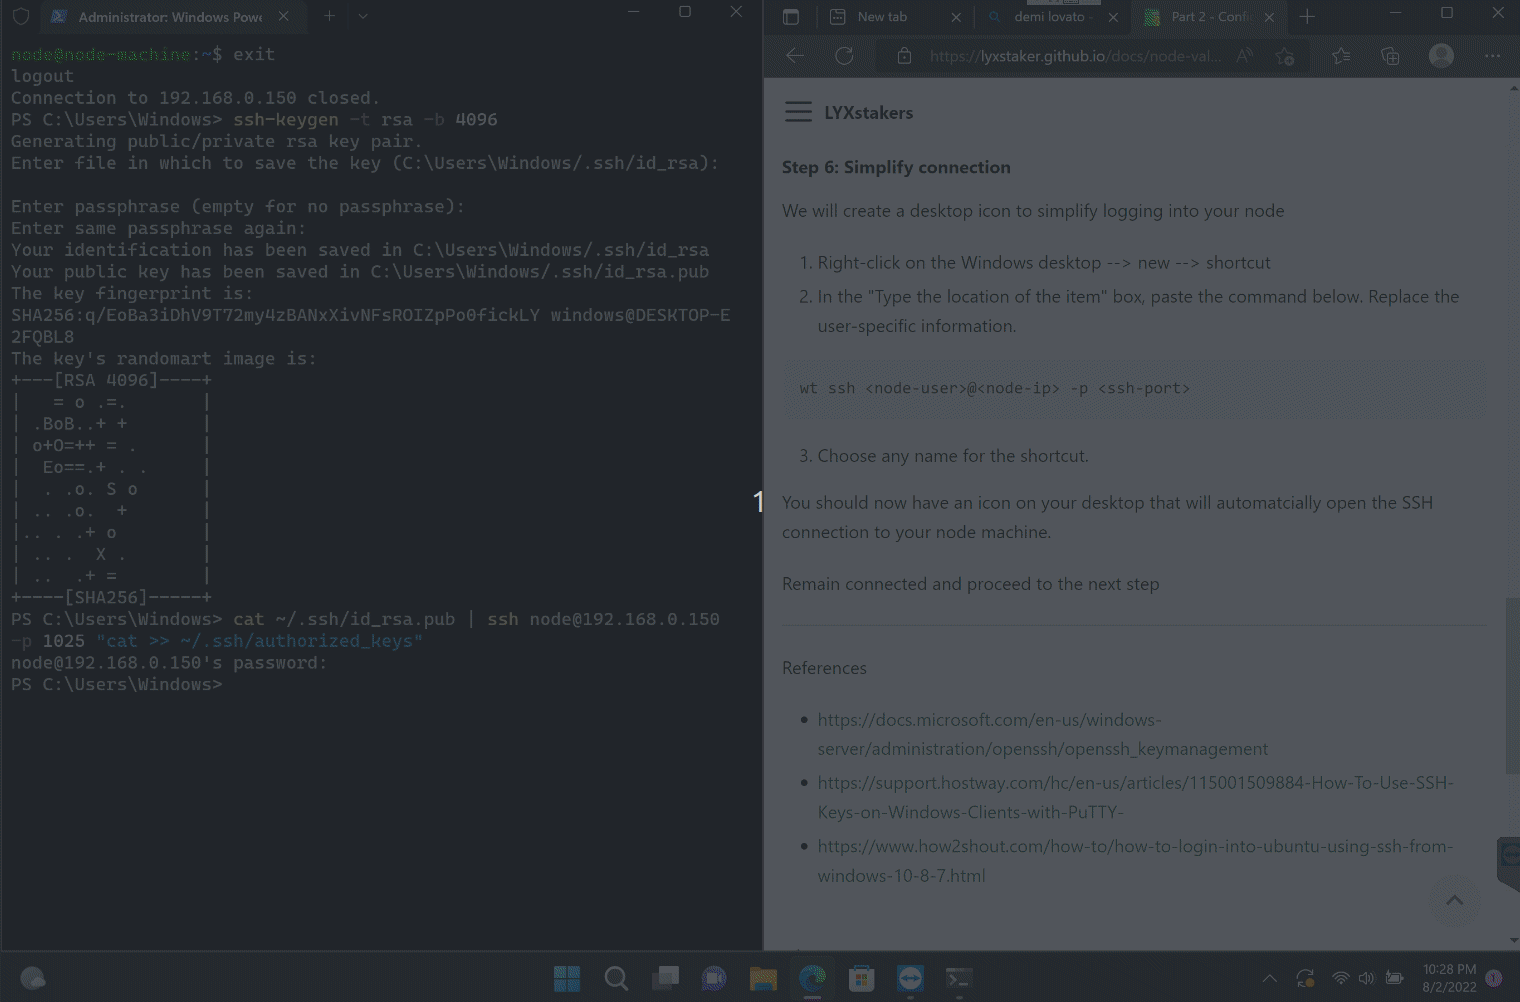 Administrator: Windows Powe
node@node-machine:~$ exit
logout
Connection to 192.168.0.150 closed.
PS C:\Users\Windows> ssh-keygen -t rsa -b 4096
Generating public/private rsa key pair.
Enter file in which to save the key (C:\Users\Windows/.ssh/id_rsa):
Enter passphrase (empty for no passphrase):
Enter same passphrase again:
Your identification has been saved in C:\Users\Windows/.ssh/id_rsa
Your public key has been saved in C:\Users\Windows/.ssh/id_rsa.pub
The key fingerprint is:
SHA256:q/EoBa3iDhV9T72my4zBANxXivNFsROIZpPo0fickLY windows@DESKTOP-E
2FQBL8
The key's randomart image is:
+---[RSA 4096]----+
|   = o .=.       |
| .BoB..+ +       |
| o+O=++ = .      |
|  Eo==.+ . .     |
|  . .o. S o      |
| .. .o.  +       |
|.. . .+ o        |
| .. .  X .       |
| ..  .+ =        |
+----[SHA256]-----+
PS C:\Users\Windows> cat ~/.ssh/id_rsa.pub | ssh node@192.168.0.150
-p 1025 "cat >> ~/.ssh/authorized_keys"
node@192.168.0.150's password:
PS C:\Users\Windows>
1
New tab
demi lovato -
Part 2 - Confi
https://lyxstaker.github.io/docs/node-val...
LYXstakers
Step 6: Simplify connection
We will create a desktop icon to simplify logging into your node
1. Right-click on the Windows desktop --> new --> shortcut
2. In the "Type the location of the item" box, paste the command below. Replace the
user-specific information.
wt ssh <node-user>@<node-ip> -p <ssh-port>
3. Choose any name for the shortcut.
You should now have an icon on your desktop that will automatcially open the SSH
connection to your node machine.
Remain connected and proceed to the next step
References
https://docs.microsoft.com/en-us/windows-
server/administration/openssh/openssh_keymanagement
https://support.hostway.com/hc/en-us/articles/115001509884-How-To-Use-SSH-
Keys-on-Windows-Clients-with-PuTTY-
https://www.how2shout.com/how-to/how-to-login-into-ubuntu-using-ssh-from-
windows-10-8-7.html
10:28 PM
8/2/2022
1